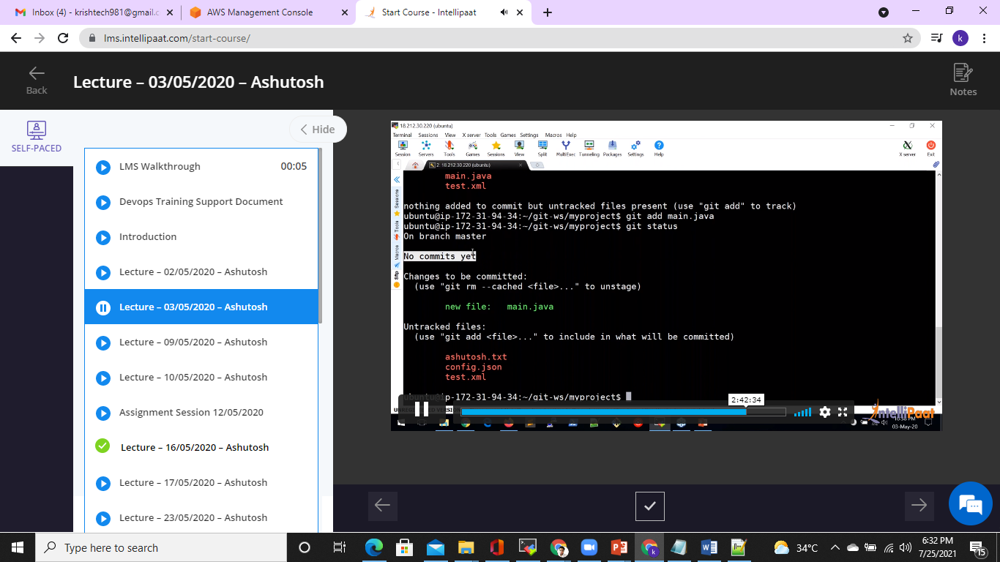 Inbox (4) - krishtech981@gmail.c
AWS Management Console
Start Course - Intellipaat
lms.intellipaat.com/start-course/
k
Back
Lecture – 03/05/2020 – Ashutosh
Notes
SELF-PACED
Hide
LMS Walkthrough 00:05
Devops Training Support Document
Introduction
Lecture – 02/05/2020 – Ashutosh
Lecture – 03/05/2020 – Ashutosh
Lecture – 09/05/2020 – Ashutosh
Lecture – 10/05/2020 – Ashutosh
Assignment Session 12/05/2020
Lecture – 16/05/2020 – Ashutosh
Lecture – 17/05/2020 – Ashutosh
Lecture – 23/05/2020 – Ashutosh
18.212.30.220 (ubuntu)
Terminal Sessions View X server Tools Games Settings Macros Help
Session Servers Tools Games Sessions View Split MultiExec Tunneling Packages Settings Help X server Exit
2. 18.212.30.220 (ubuntu)
Sessions
Tools
Macros
Sftp
main.java
test.xml
nothing added to commit but untracked files present (use "git add" to track)
ubuntu@ip-172-31-94-34:~/git-ws/myproject$ git add main.java
ubuntu@ip-172-31-94-34:~/git-ws/myproject$ git status
On branch master
No commits yet
Changes to be committed:
(use "git rm --cached <file>..." to unstage)
new file: main.java
Untracked files:
(use "git add <file>..." to include in what will be committed)
ashutosh.txt
config.json
test.xml
ubuntu@ip-172-31-94-34:~/git-ws/myproject$
2:42:34
IntelliPaat
03-May-20
Type here to search
34°C
6:32 PM
7/25/2021
15